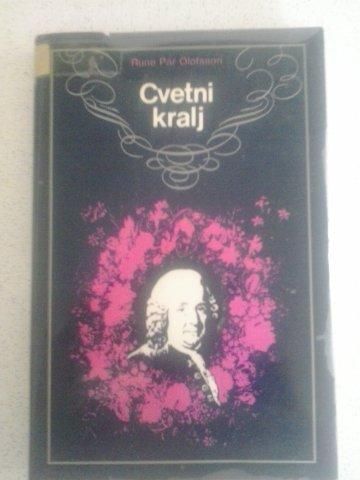 Rune Pär Olofsson
Cvetni
kralj